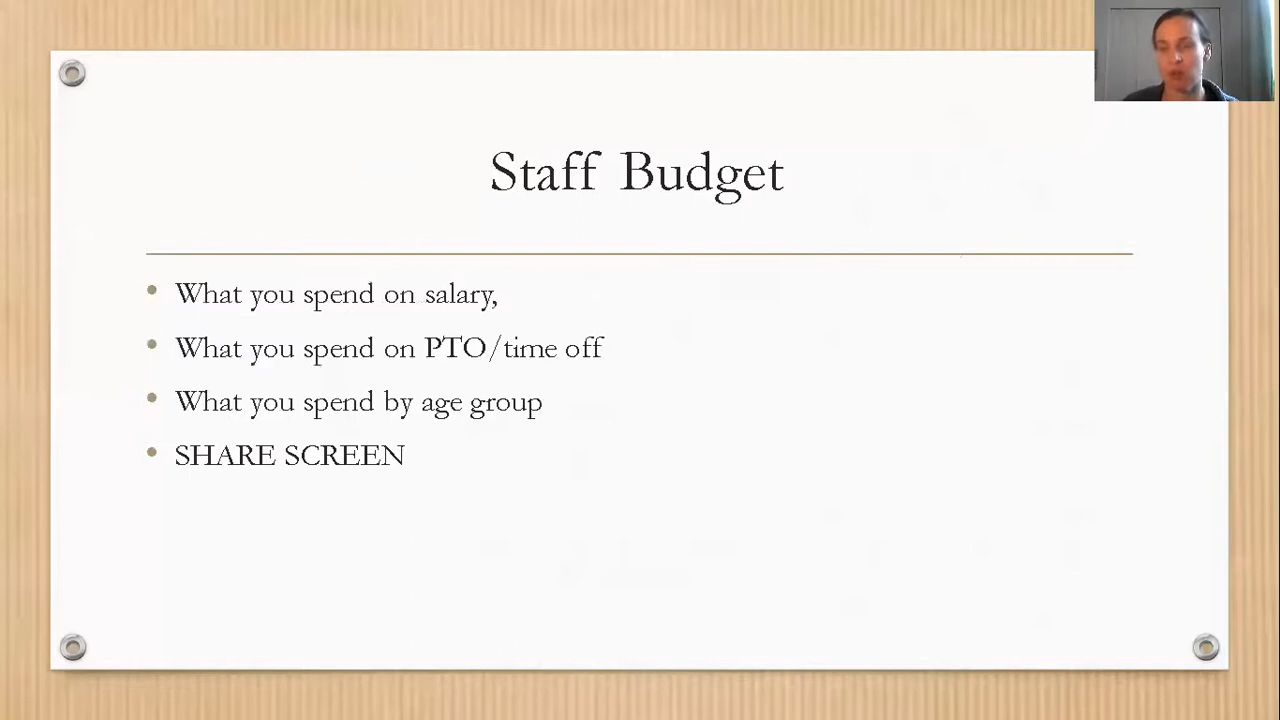 Staff Budget
What you spend on salary,
What you spend on PTO/time off
What you spend by age group
SHARE SCREEN